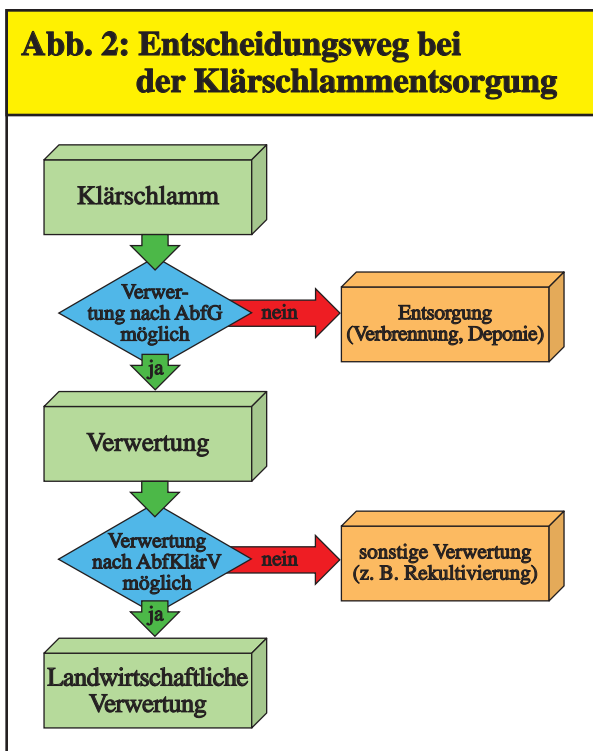 Abb. 2: Entscheidungsweg bei
der Klärschlammentsorgung
Klärschlamm
Verwer-
tung nach AbfG
möglich
nein
Entsorgung
(Verbrennung, Deponie)
ja
Verwertung
Verwertung
nach AbfKlärV
möglich
nein
sonstige Verwertung
(z. B. Rekultivierung)
ja
Landwirtschaftliche
Verwertung